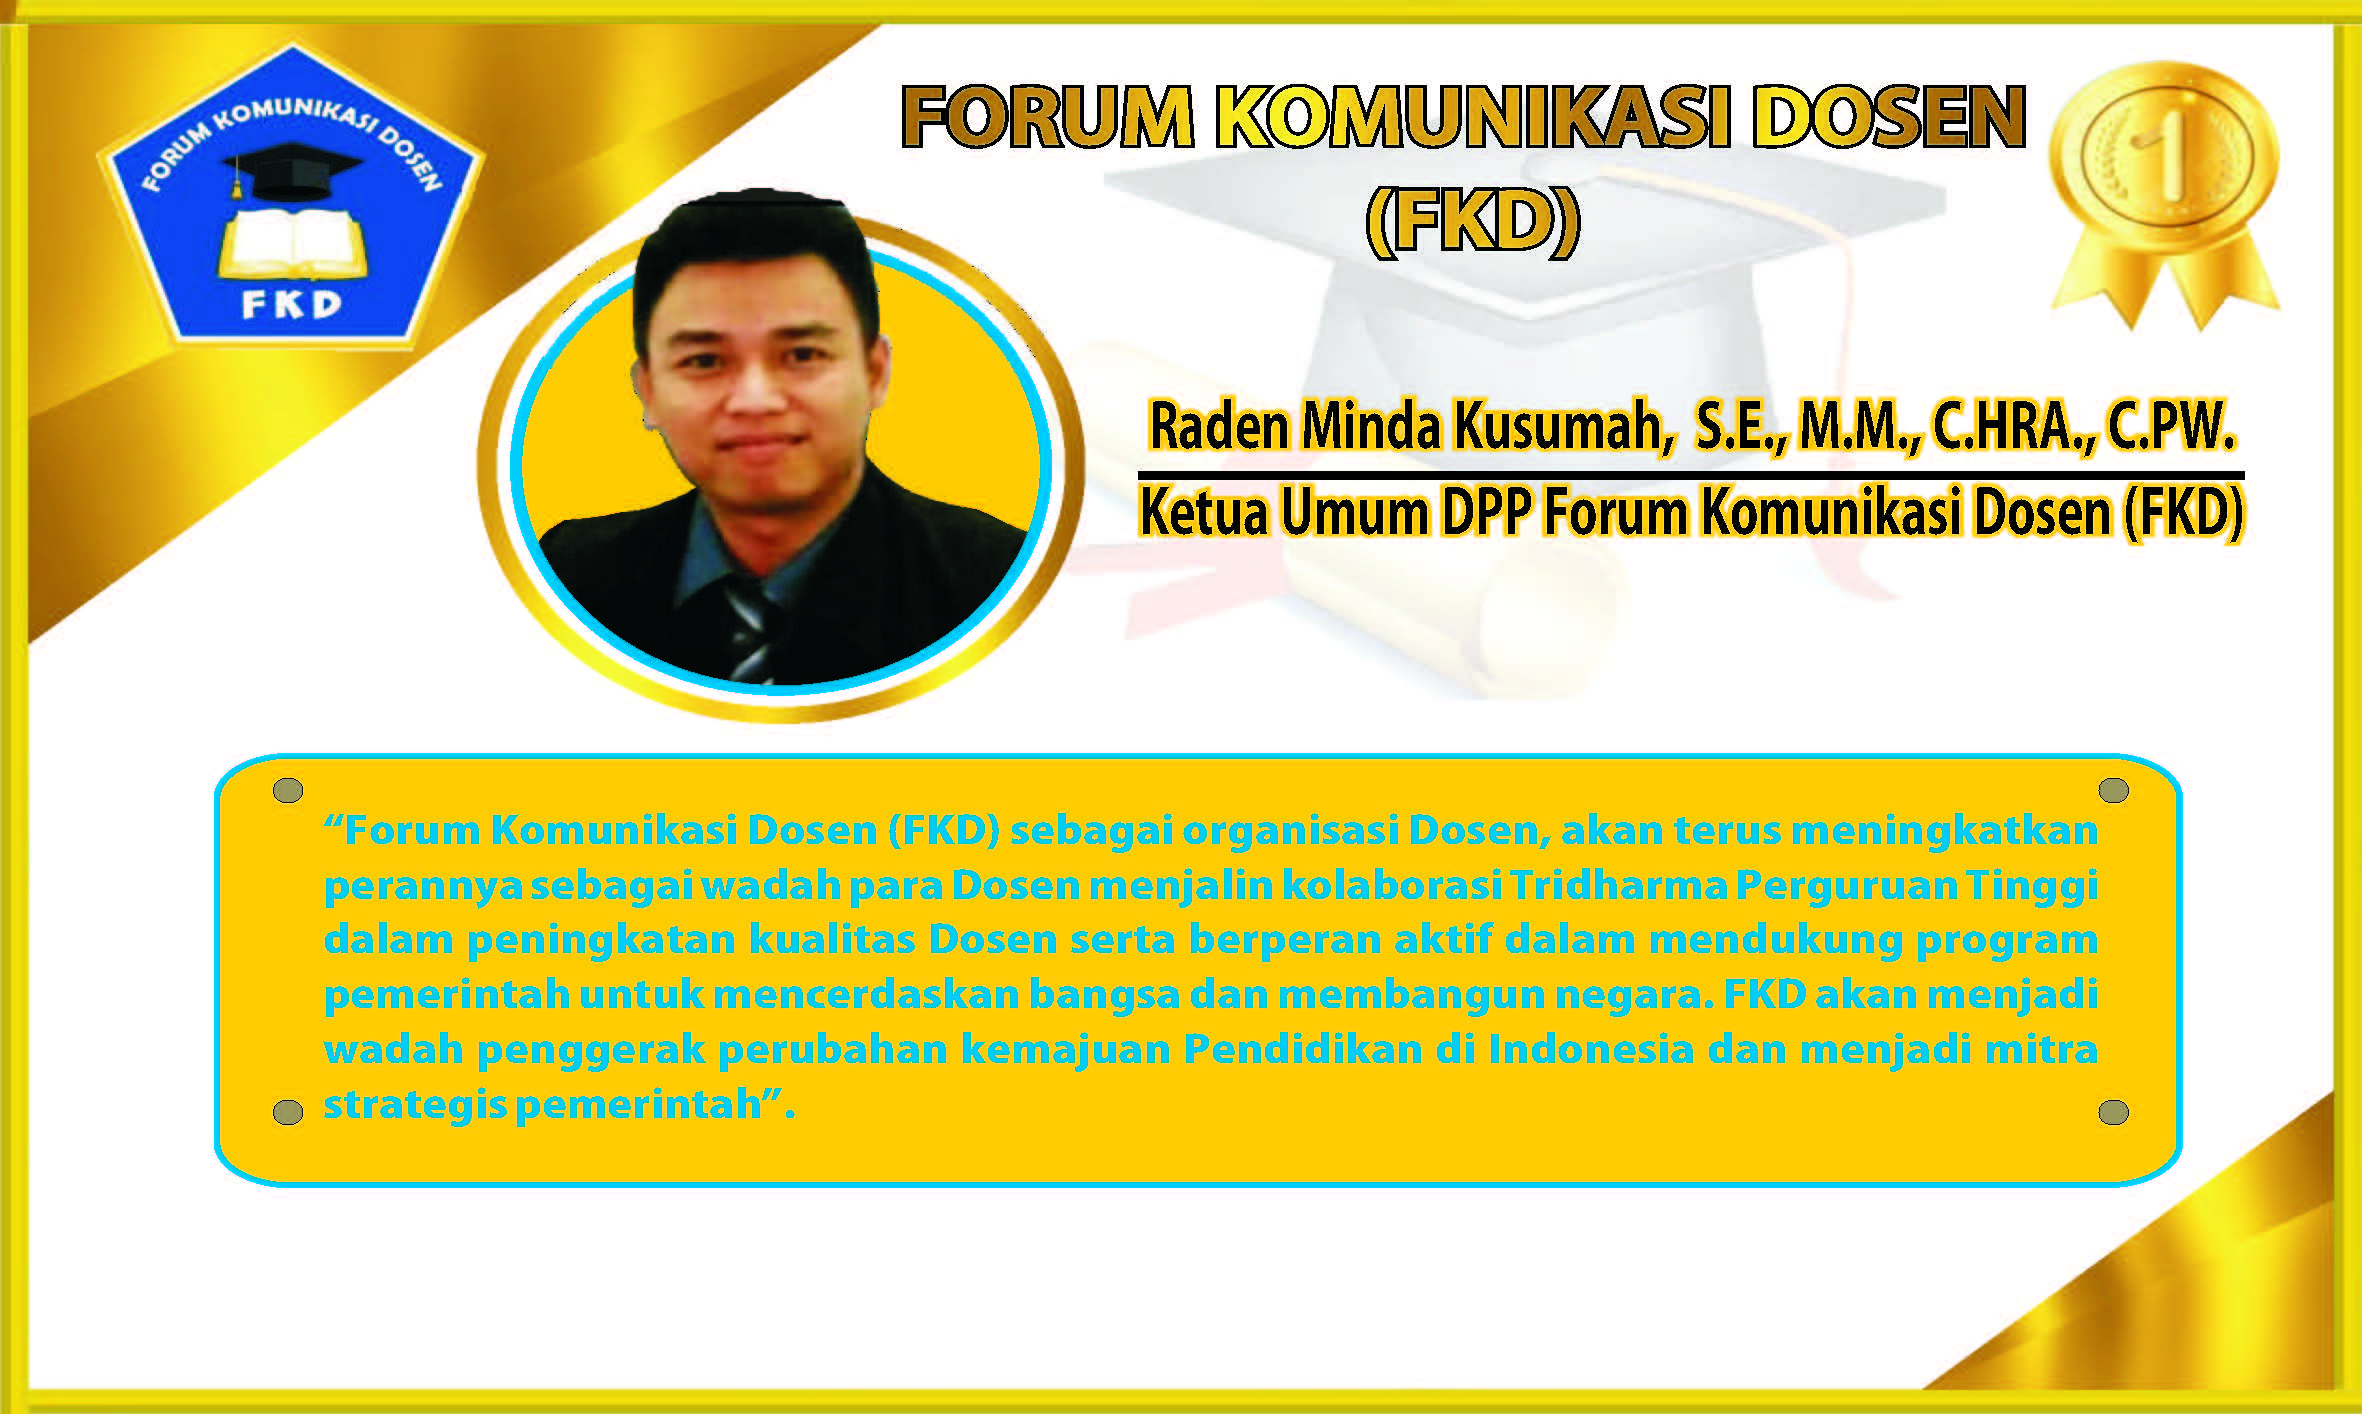 FORUM KOMUNIKASI DOSEN
FKD
FORUM KOMUNIKASI DOSEN
(FKD)
1
Raden Minda Kusumah, S.E., M.M., C.HRA., C.PW.
Ketua Umum DPP Forum Komunikasi Dosen (FKD)
“Forum Komunikasi Dosen (FKD) sebagai organisasi Dosen, akan terus meningkatkan
perannya sebagai wadah para Dosen menjalin kolaborasi Tridharma Perguruan Tinggi
dalam peningkatan kualitas Dosen serta berperan aktif dalam mendukung program
pemerintah untuk mencerdaskan bangsa dan membangun negara. FKD akan menjadi
wadah penggerak perubahan kemajuan Pendidikan di Indonesia dan menjadi mitra
strategis pemerintah”.